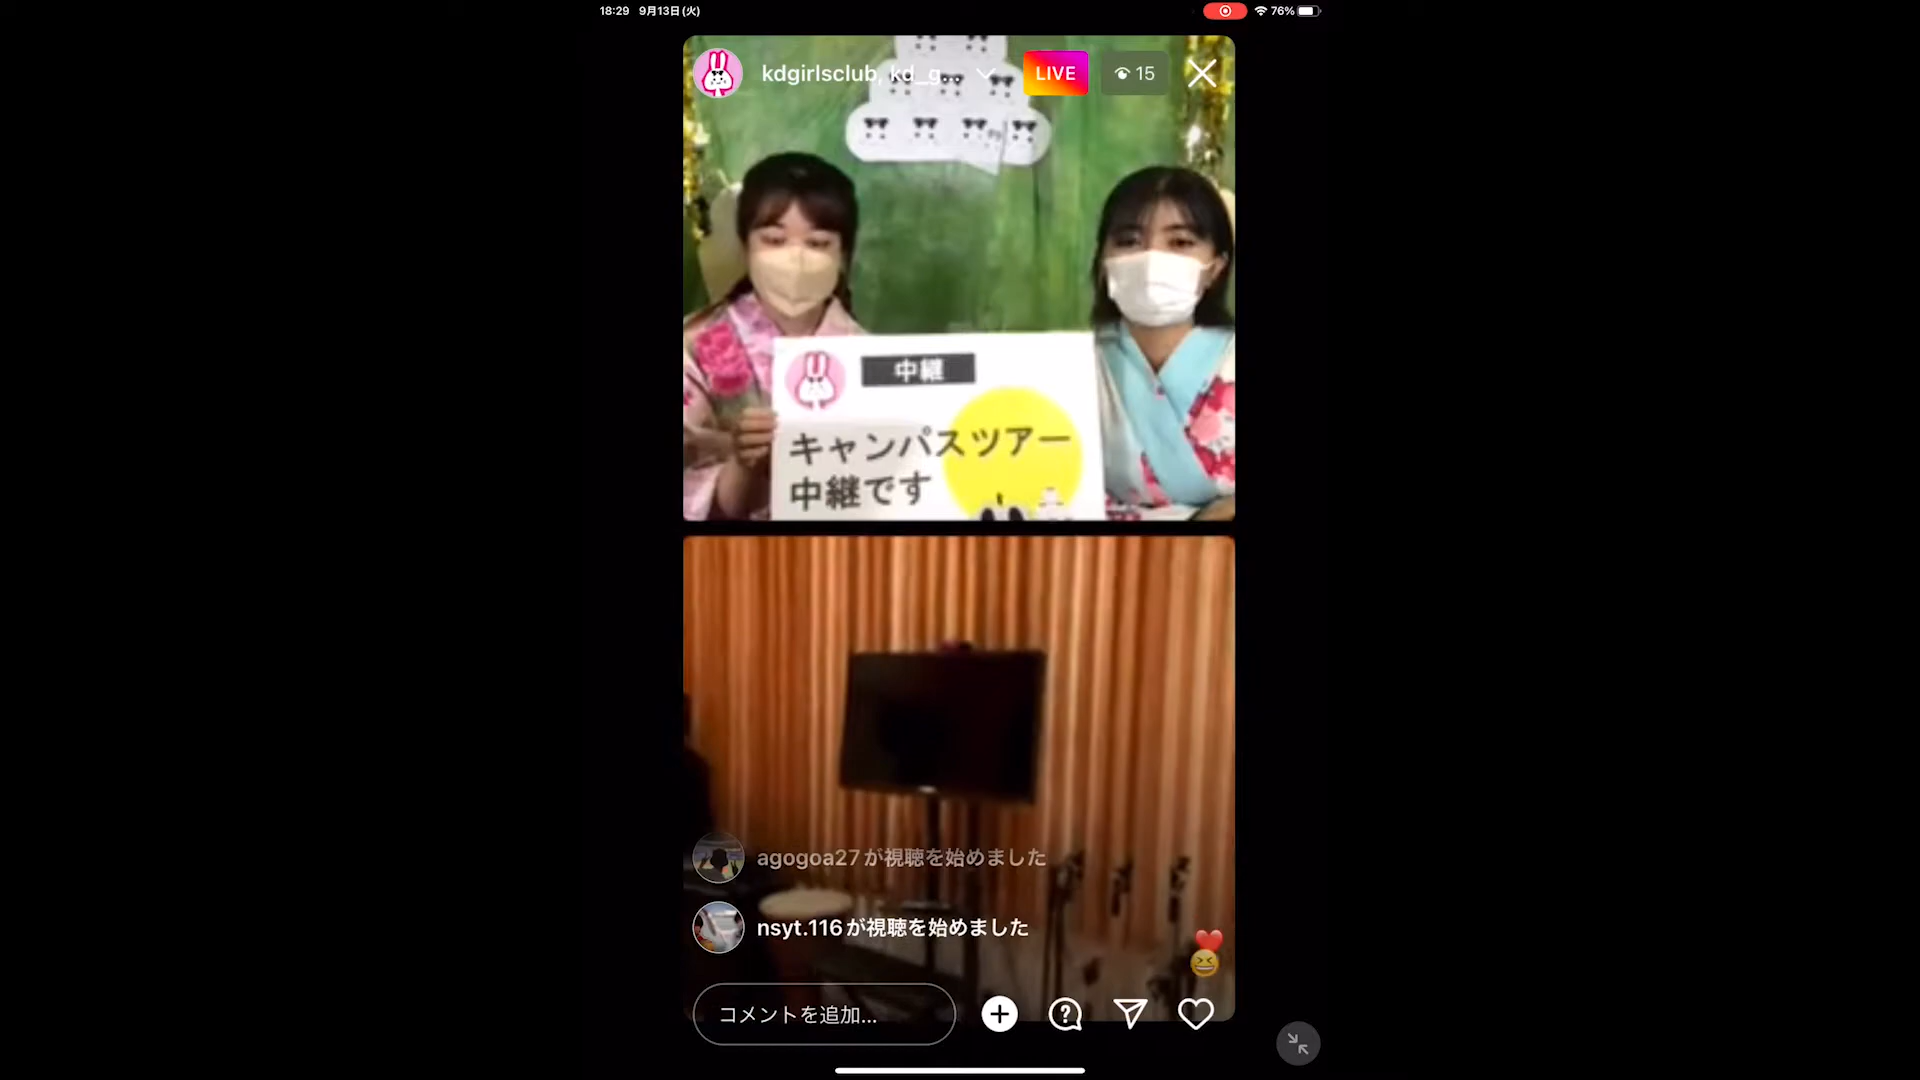 18:29 9月13日(火)
76%
kdgirlsclub, kd_g...
LIVE
15
中継
キャンパスツアー
中継です
agogoa27が視聴を始めました
nsyt.116が視聴を始めました
コメントを追加...